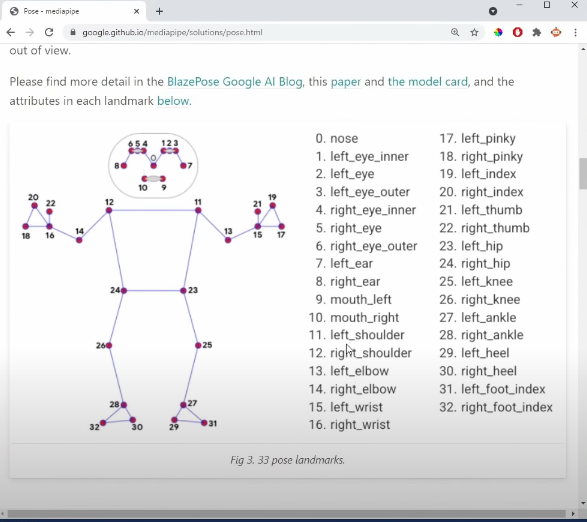 Pose - mediapipe
google.github.io/mediapipe/solutions/pose.html
out of view.
Please find more detail in the BlazePose Google AI Blog, this paper and the model card, and the
attributes in each landmark below.
6 5 4 1 2 3
0
8 7
10 9
20 22 12 11 21 19
18 16 14 13 15 17
24 23
26 25
28 27
32 30 29 31
0. nose
1. left_eye_inner
2. left_eye
3. left_eye_outer
4. right_eye_inner
5. right_eye
6. right_eye_outer
7. left_ear
8. right_ear
9. mouth_left
10. mouth_right
11. left_shoulder
12. right_shoulder
13. left_elbow
14. right_elbow
15. left_wrist
16. right_wrist
17. left_pinky
18. right_pinky
19. left_index
20. right_index
21. left_thumb
22. right_thumb
23. left_hip
24. right_hip
25. left_knee
26. right_knee
27. left_ankle
28. right_ankle
29. left_heel
30. right_heel
31. left_foot_index
32. right_foot_index
Fig 3. 33 pose landmarks.